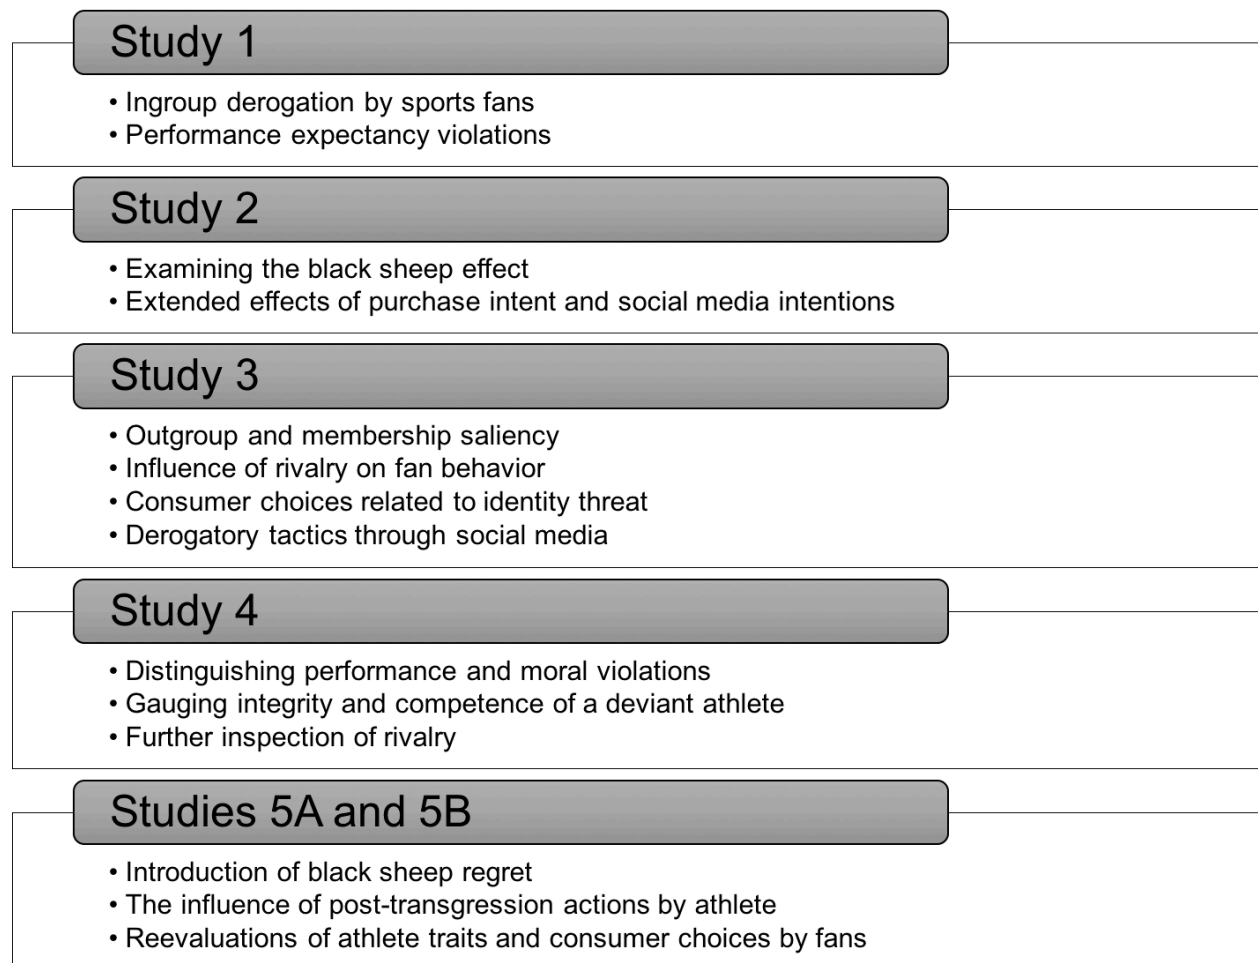 Study 1
• Ingroup derogation by sports fans
• Performance expectancy violations
Study 2
• Examining the black sheep effect
• Extended effects of purchase intent and social media intentions
Study 3
• Outgroup and membership saliency
• Influence of rivalry on fan behavior
• Consumer choices related to identity threat
• Derogatory tactics through social media
Study 4
• Distinguishing performance and moral violations
• Gauging integrity and competence of a deviant athlete
• Further inspection of rivalry
Studies 5A and 5B
• Introduction of black sheep regret
• The influence of post-transgression actions by athlete
• Reevaluations of athlete traits and consumer choices by fans